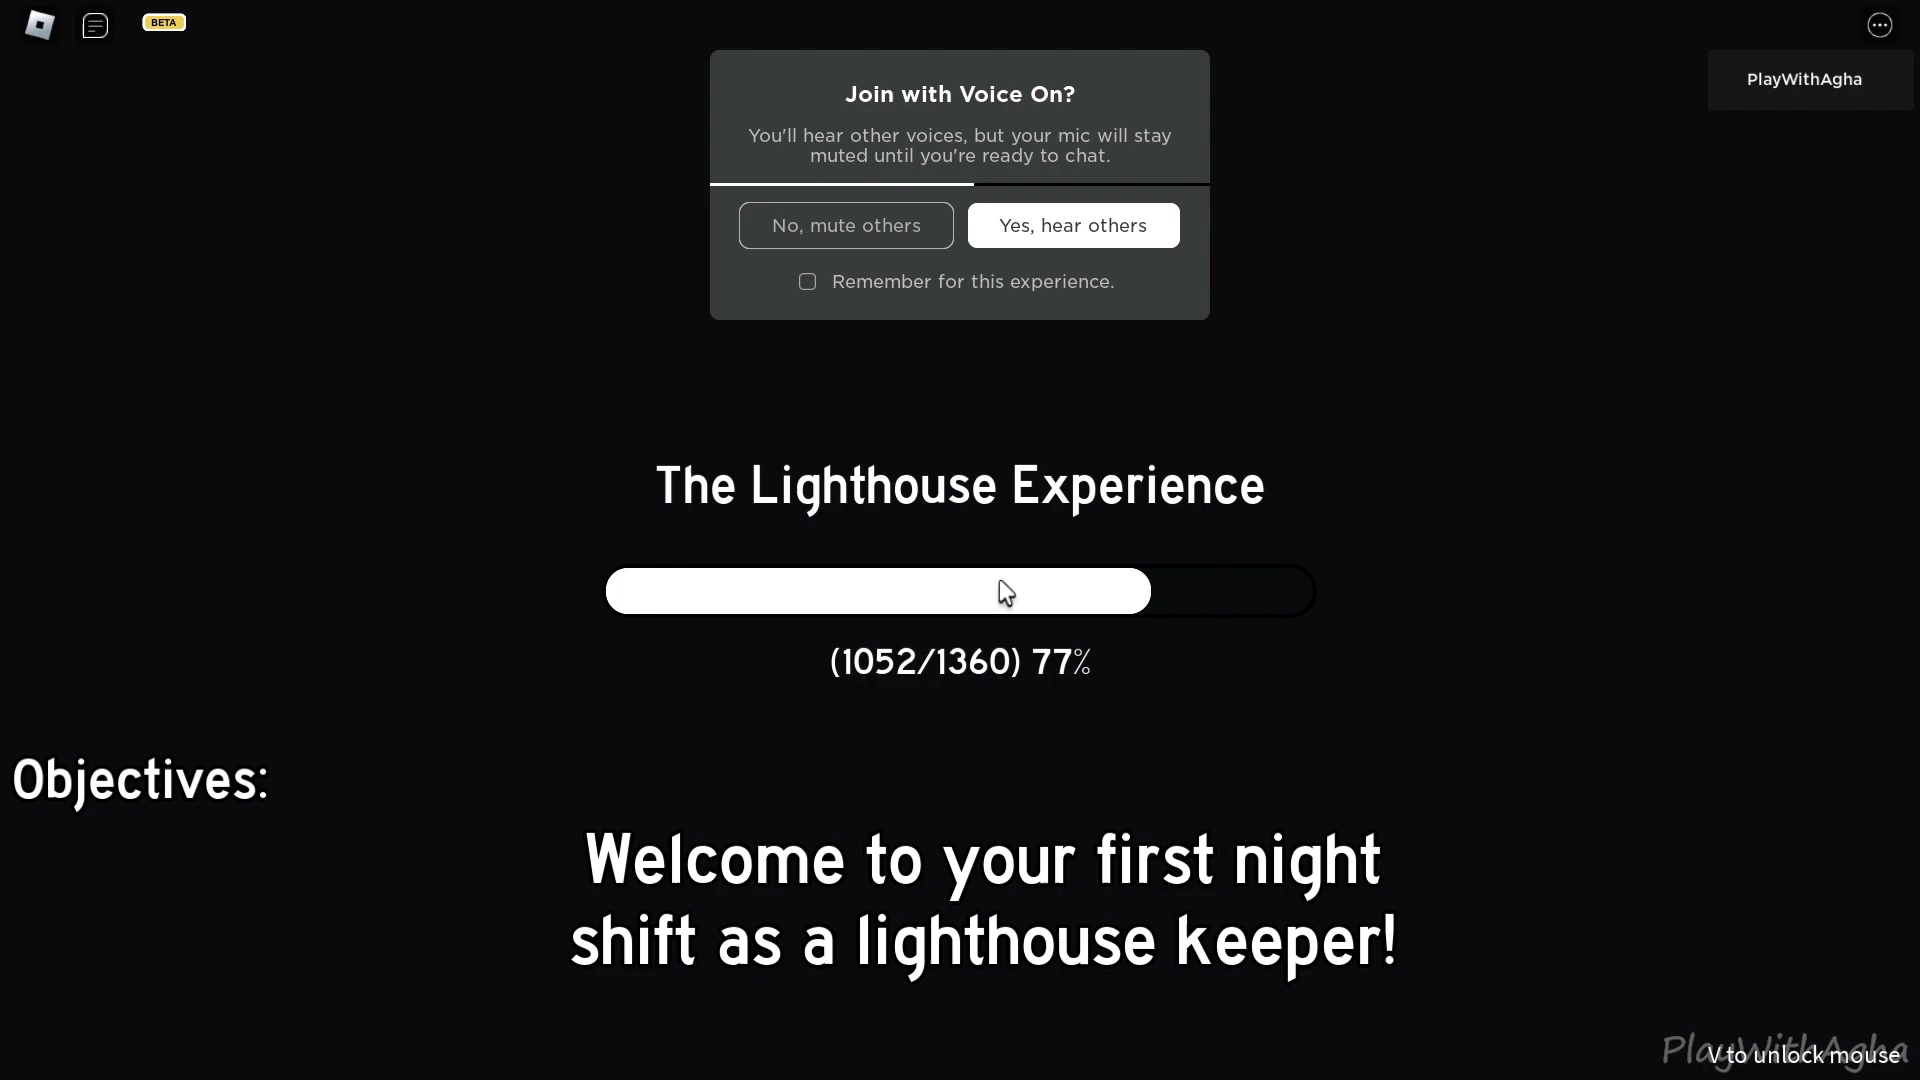 BETA
Join with Voice On?
You'll hear other voices, but your mic will stay
muted until you're ready to chat.
No, mute others
Yes, hear others
Remember for this experience.
PlayWithAgha
The Lighthouse Experience
(1052/1360) 77%
Objectives:
Welcome to your first night
shift as a lighthouse keeper!
PlayWithAgha
V to unlock mouse